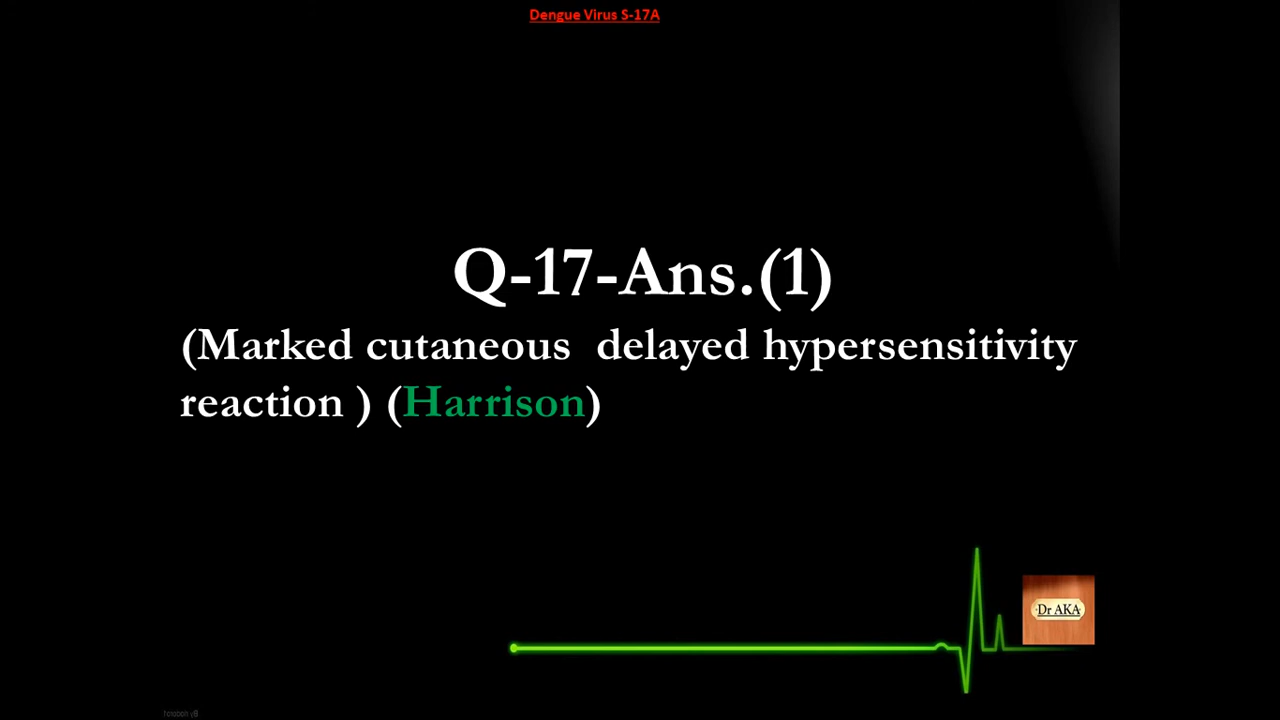 Dengue Virus S-17A
Q-17-Ans.(1)
(Marked cutaneous delayed hypersensitivity
reaction ) (Harrison)
Dr AKA